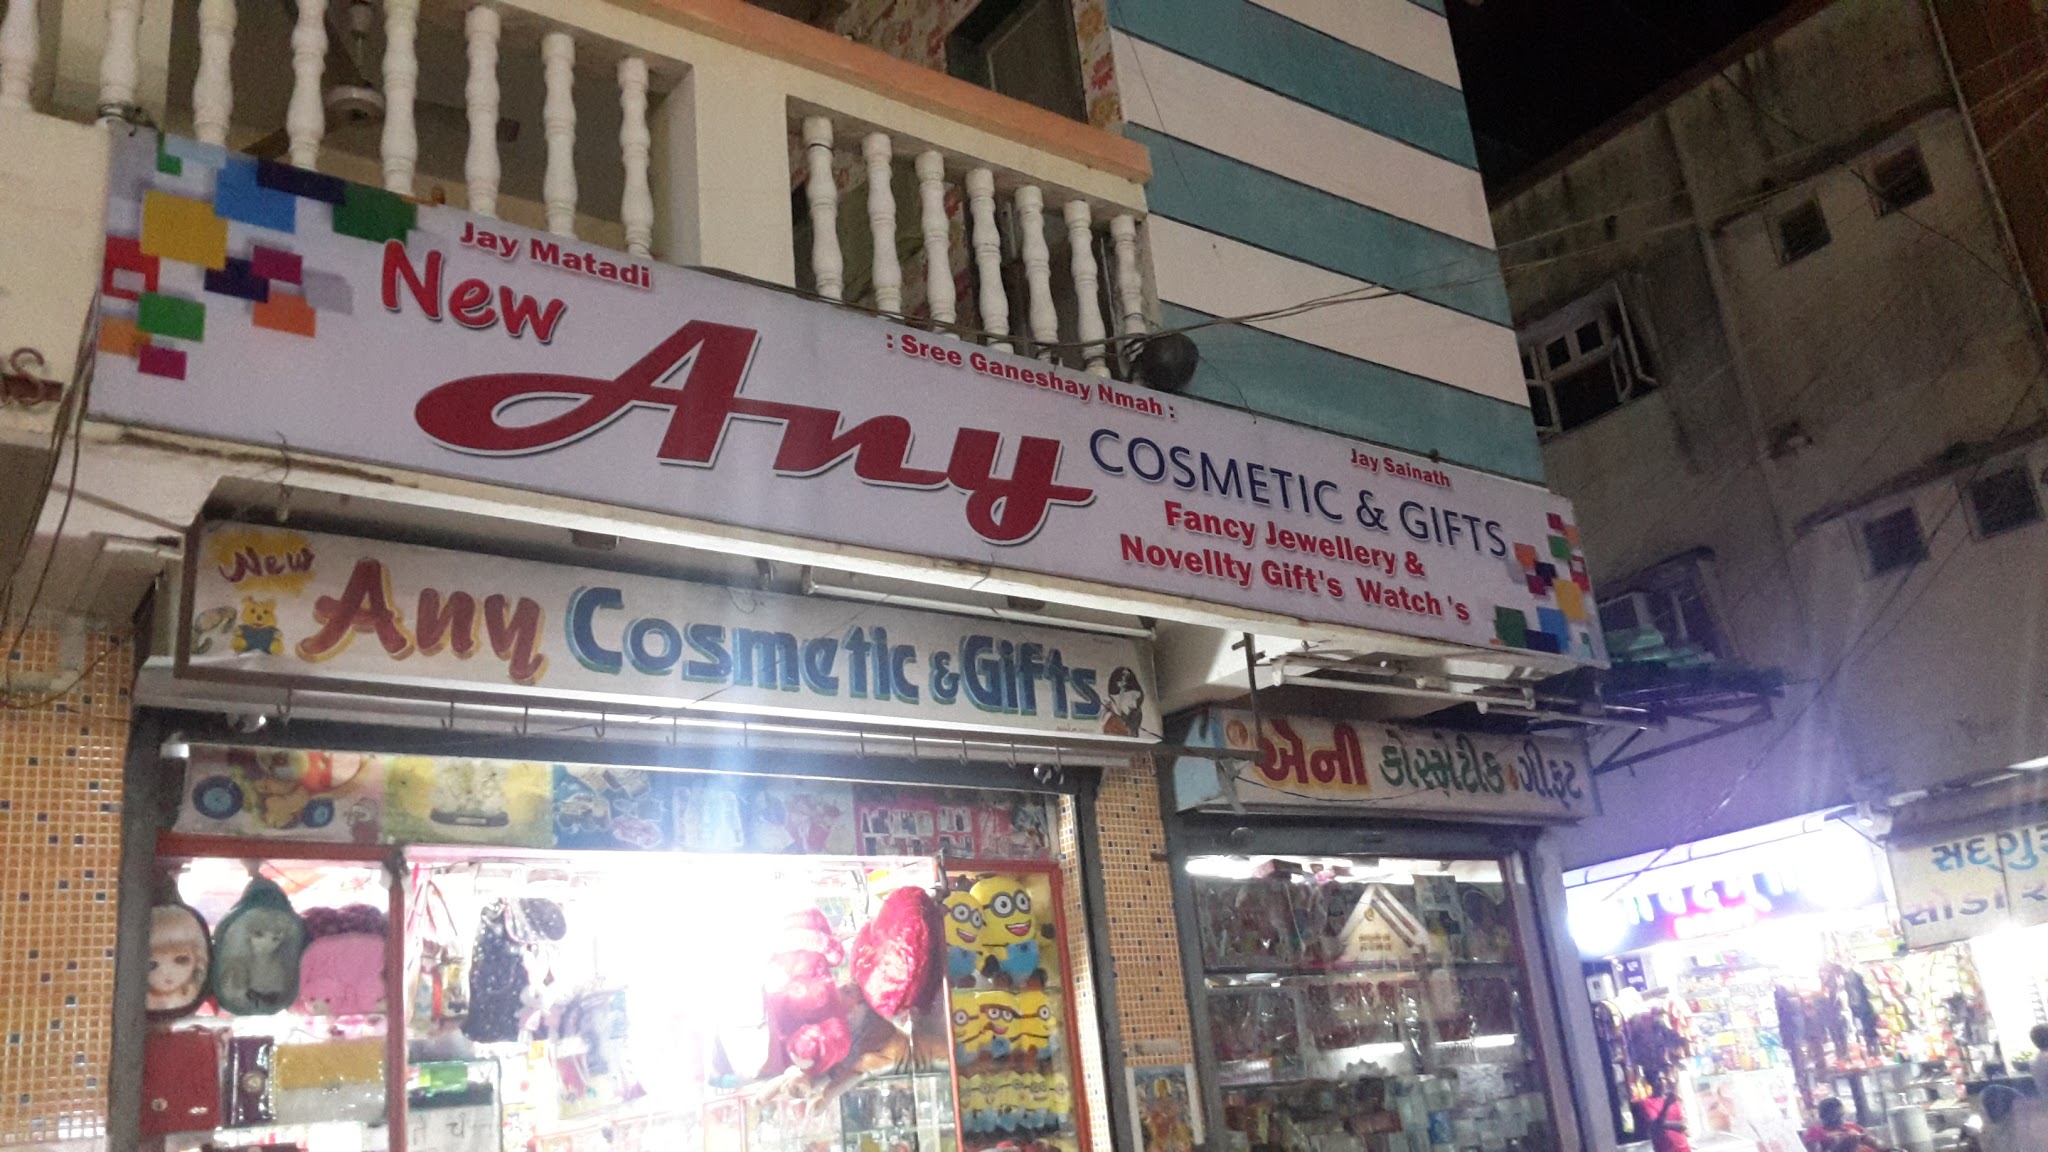 Jay Matadi
: Sree Ganeshay Nmah :
Jay Sainath
New Any COSMETIC & GIFTS
Fancy Jewellery &
Novellty Gift's Watch's
New Any Cosmetic & Gifts
એની કોસ્મેટીક ગીફ્ટ
સદ્ગુરુ
સોડા